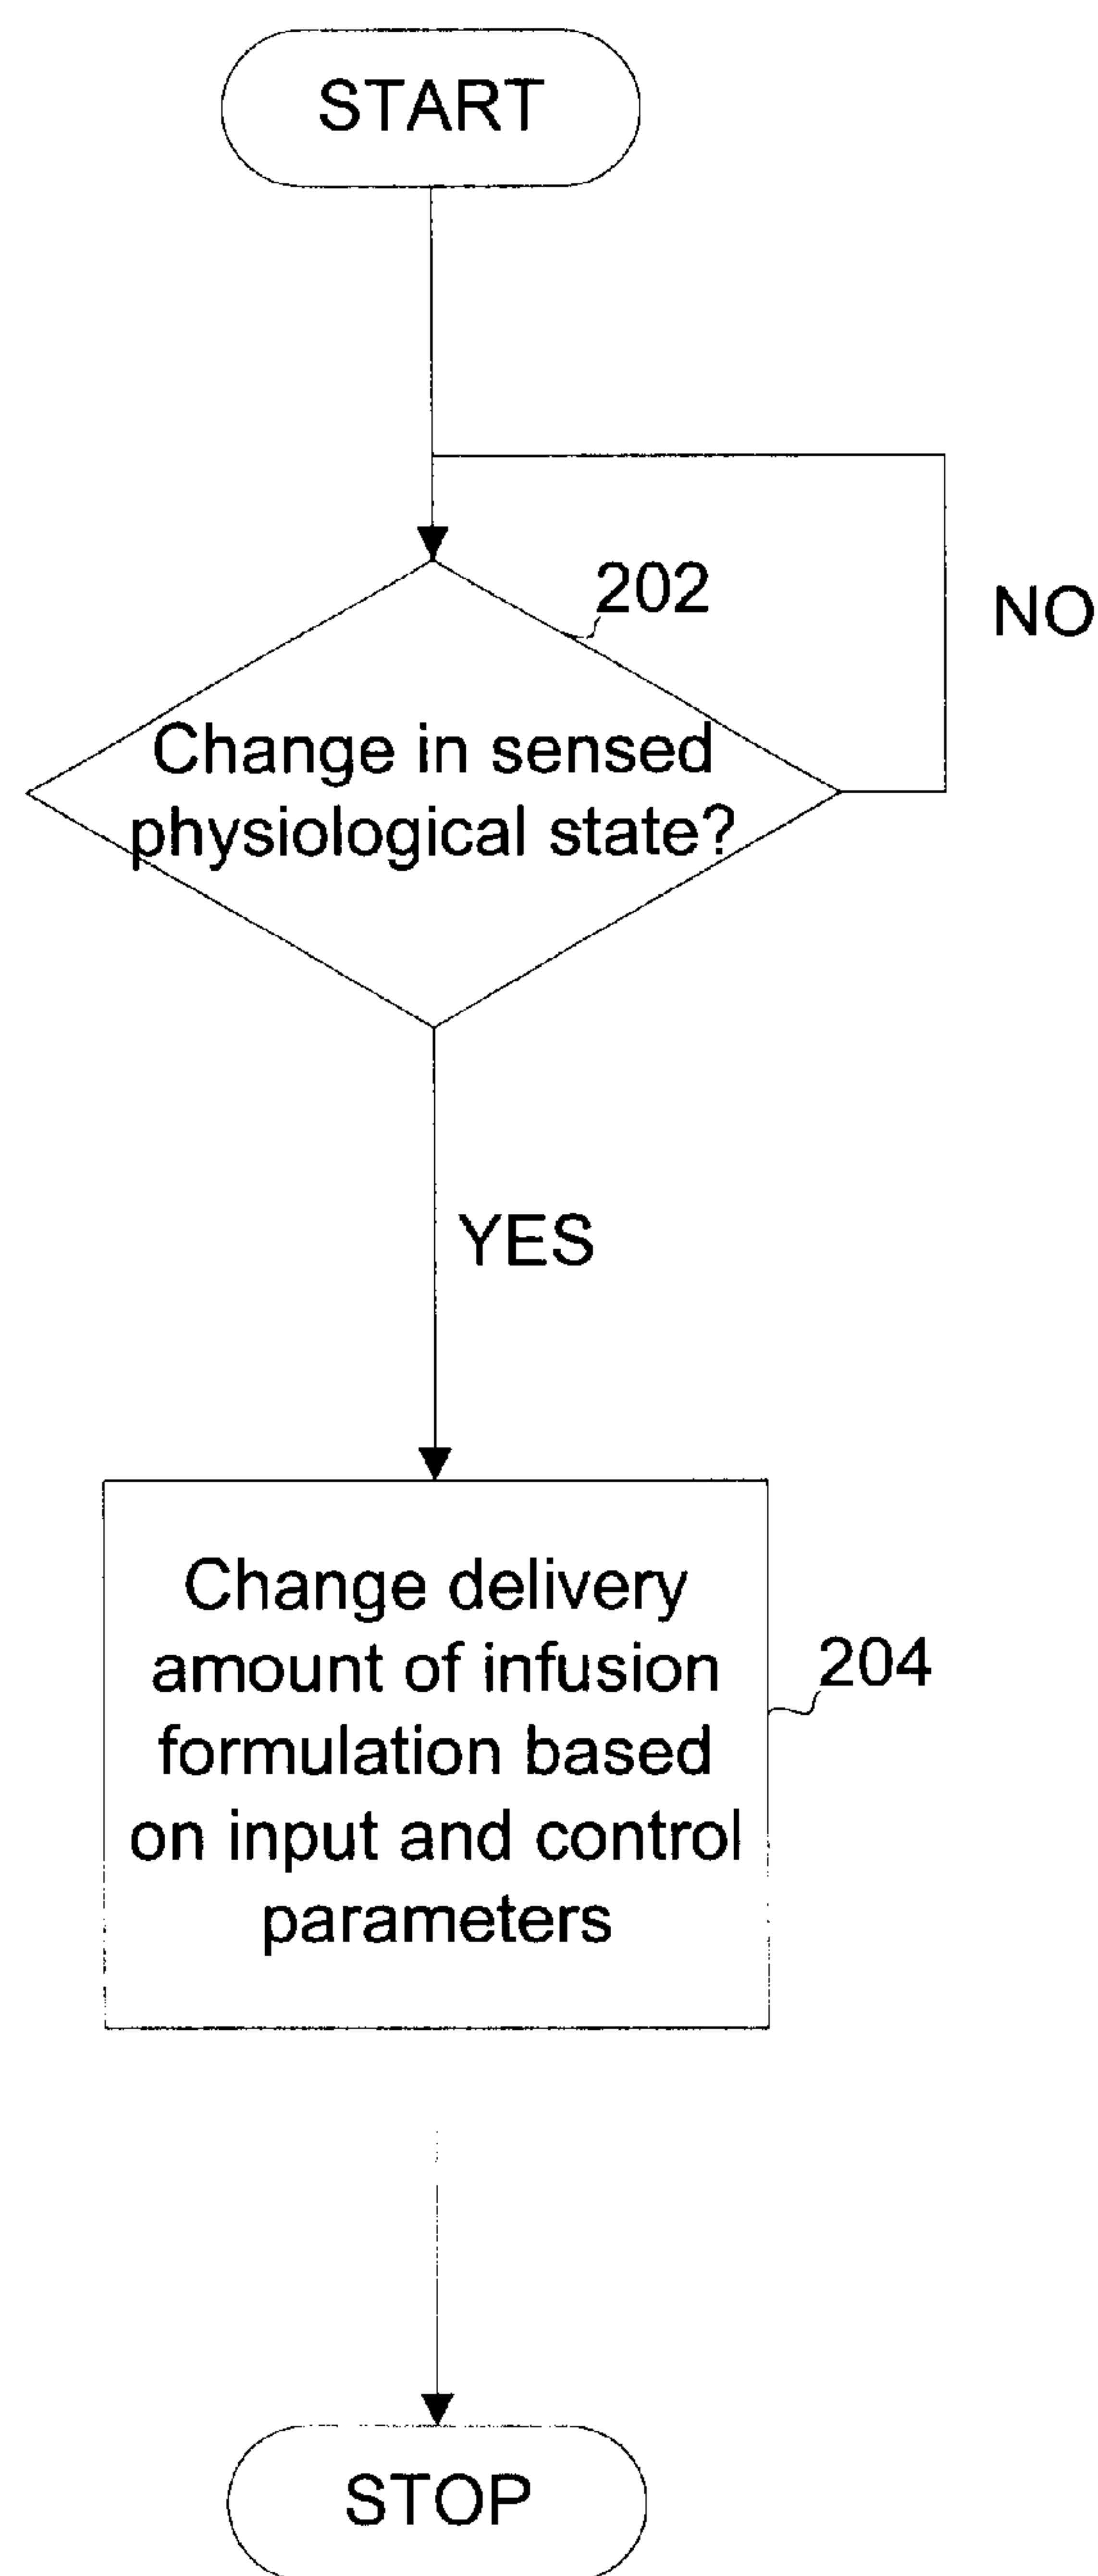 START
202
NO
Change in sensed
physiological state?
YES
Change delivery
amount of infusion
formulation based
on input and control
parameters
204
STOP